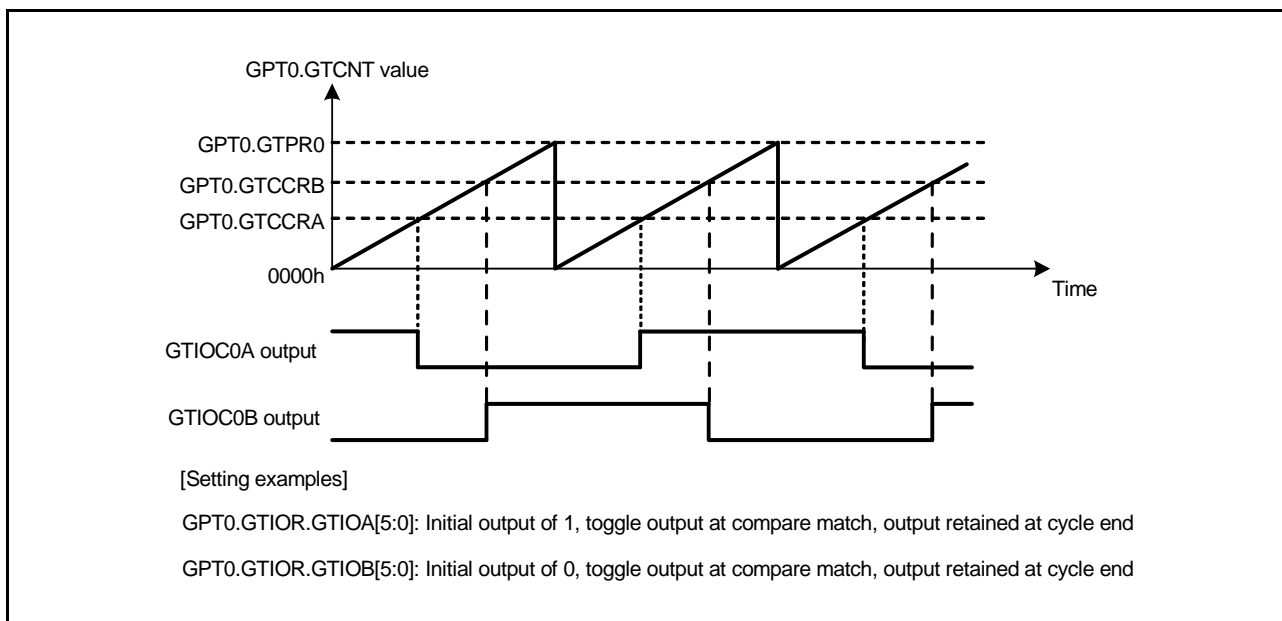 GPT0.GTCNT value
GPT0.GTPR0
GPT0.GTCCRB
GPT0.GTCCRA
0000h
Time
GTIOC0A output
GTIOC0B output
[Setting examples]
GPT0.GTIOR.GTIOA[5:0]: Initial output of 1, toggle output at compare match, output retained at cycle end
GPT0.GTIOR.GTIOB[5:0]: Initial output of 0, toggle output at compare match, output retained at cycle end